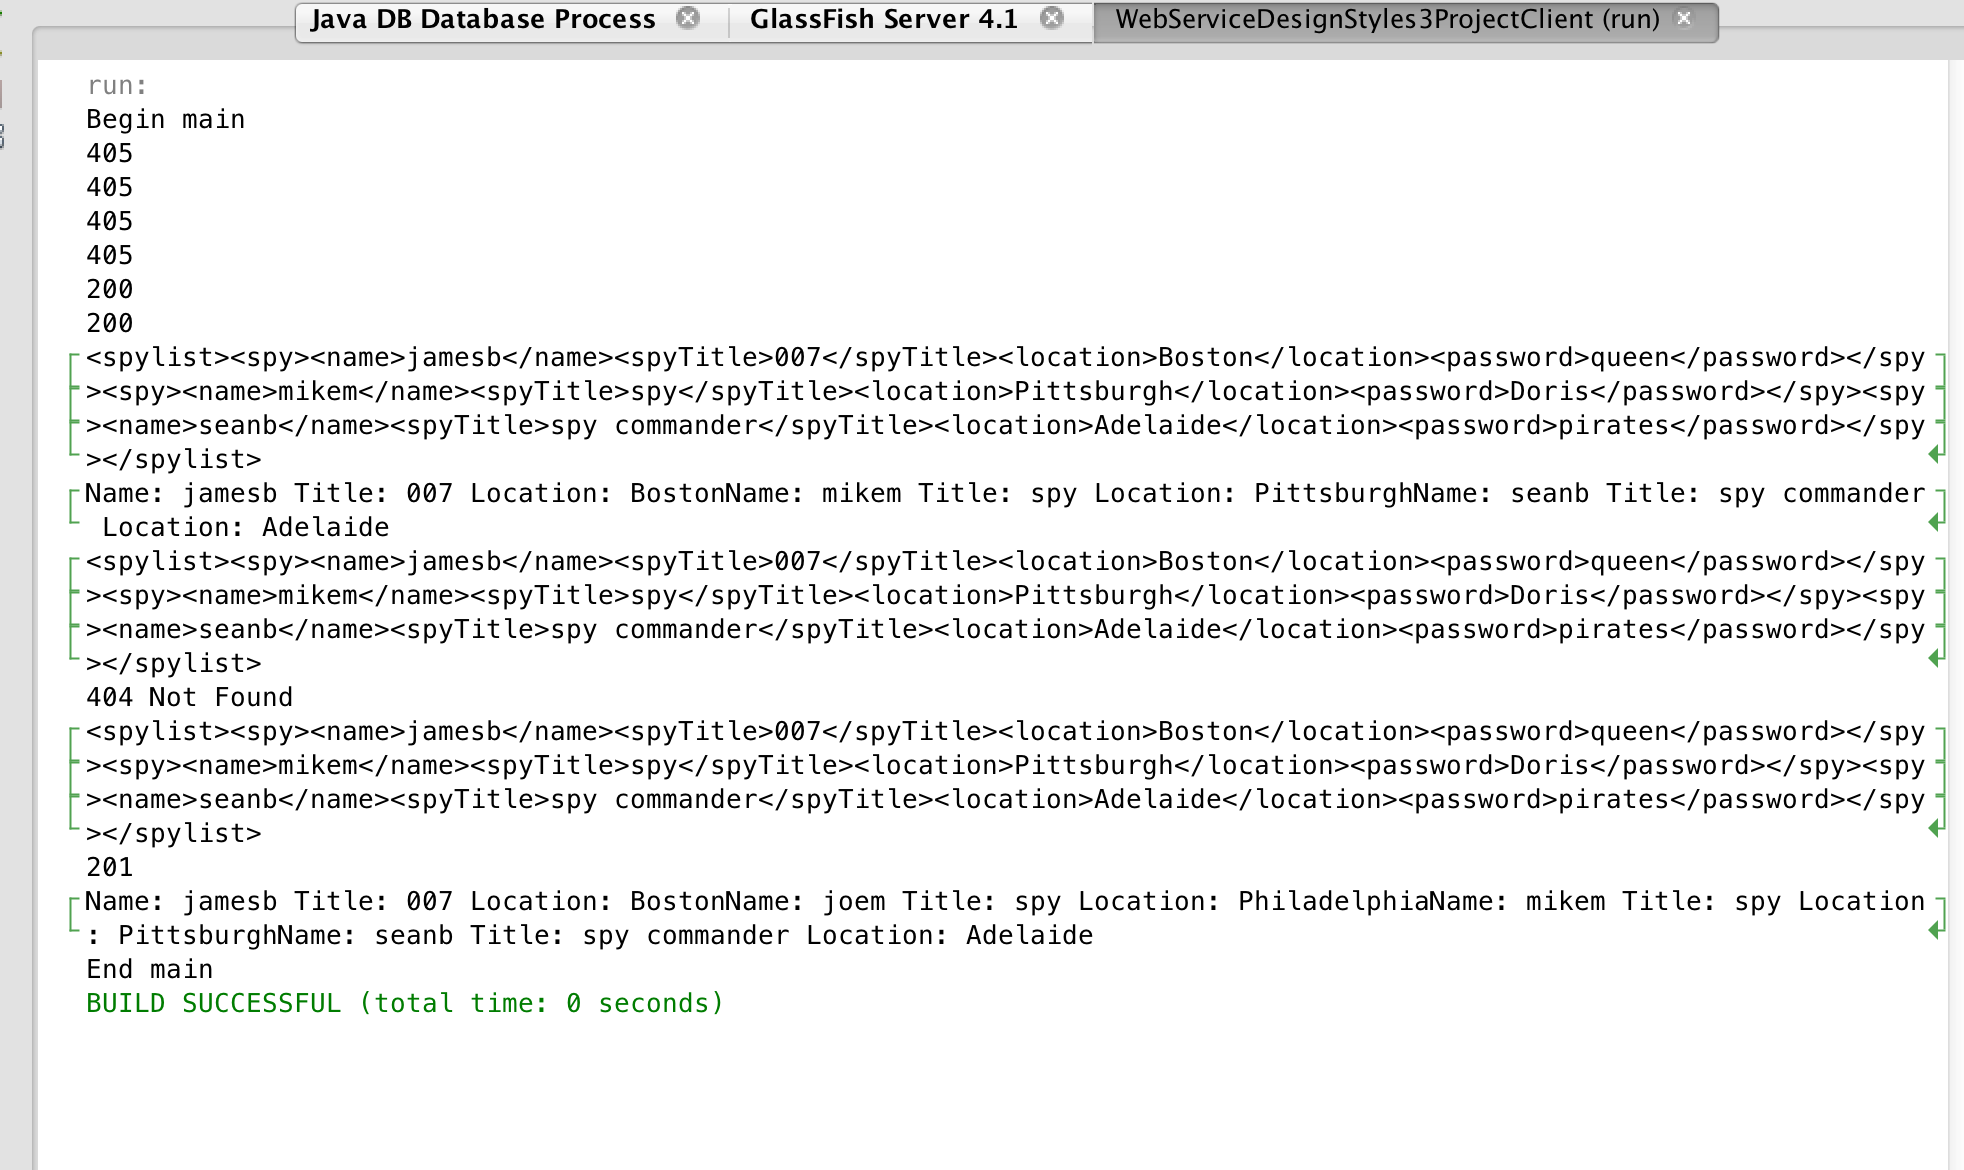 Java DB Database Process GlassFish Server 4.1 WebServiceDesignStyles3ProjectClient (run)
run:
Begin main
405
405
405
405
200
200
<spylist><spy><name>jamesb</name><spyTitle>007</spyTitle><location>Boston</location><password>queen</password></spy
><spy><name>mikem</name><spyTitle>spy</spyTitle><location>Pittsburgh</location><password>Doris</password></spy><spy
><name>seanb</name><spyTitle>spy commander</spyTitle><location>Adelaide</location><password>pirates</password></spy
></spylist>
Name: jamesb Title: 007 Location: BostonName: mikem Title: spy Location: PittsburghName: seanb Title: spy commander
Location: Adelaide
<spylist><spy><name>jamesb</name><spyTitle>007</spyTitle><location>Boston</location><password>queen</password></spy
><spy><name>mikem</name><spyTitle>spy</spyTitle><location>Pittsburgh</location><password>Doris</password></spy><spy
><name>seanb</name><spyTitle>spy commander</spyTitle><location>Adelaide</location><password>pirates</password></spy
></spylist>
404 Not Found
<spylist><spy><name>jamesb</name><spyTitle>007</spyTitle><location>Boston</location><password>queen</password></spy
><spy><name>mikem</name><spyTitle>spy</spyTitle><location>Pittsburgh</location><password>Doris</password></spy><spy
><name>seanb</name><spyTitle>spy commander</spyTitle><location>Adelaide</location><password>pirates</password></spy
></spylist>
201
Name: jamesb Title: 007 Location: BostonName: joem Title: spy Location: PhiladelphiaName: mikem Title: spy Location
: PittsburghName: seanb Title: spy commander Location: Adelaide
End main
BUILD SUCCESSFUL (total time: 0 seconds)